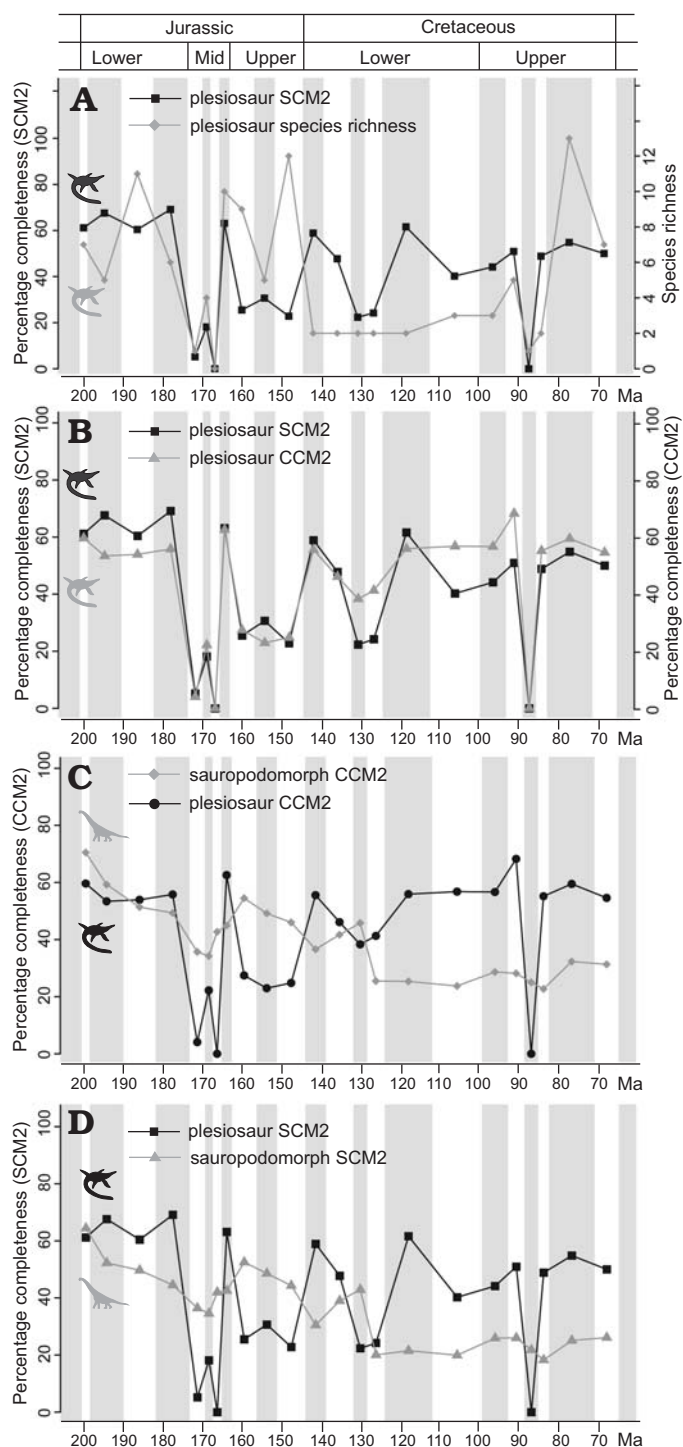 Jurassic Cretaceous
Lower Mid Upper Lower Upper
A
plesiosaur SCM2
plesiosaur species richness
Percentage completeness (SCM2)
0 20 40 60 80 100
Species richness
0 2 4 6 8 10 12
200 190 180 170 160 150 140 130 120 110 100 90 80 70 Ma
B
plesiosaur SCM2
plesiosaur CCM2
Percentage completeness (SCM2)
0 20 40 60 80 100
Percentage completeness (CCM2)
0 20 40 60 80 100
200 190 180 170 160 150 140 130 120 110 100 90 80 70 Ma
C
sauropodomorph CCM2
plesiosaur CCM2
Percentage completeness (CCM2)
0 20 40 60 80 100
200 190 180 170 160 150 140 130 120 110 100 90 80 70 Ma
D
plesiosaur SCM2
sauropodomorph SCM2
Percentage completeness (SCM2)
0 20 40 60 80 100
200 190 180 170 160 150 140 130 120 110 100 90 80 70 Ma